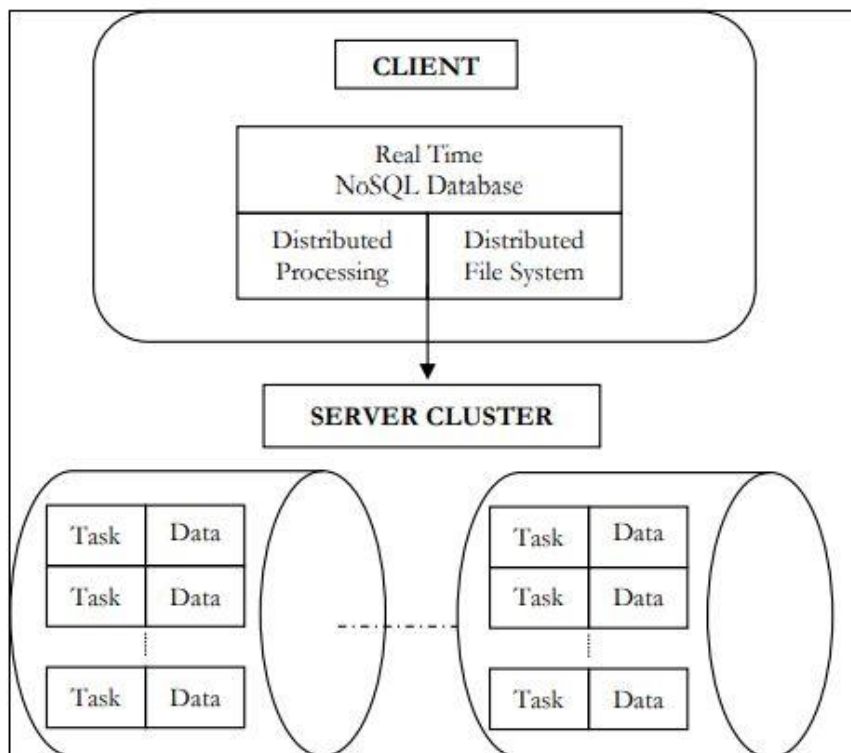 CLIENT
Real Time
NoSQL Database
Distributed
Processing
Distributed
File System
SERVER CLUSTER
Task Data
Task Data
Task Data
Task Data
Task Data
Task Data